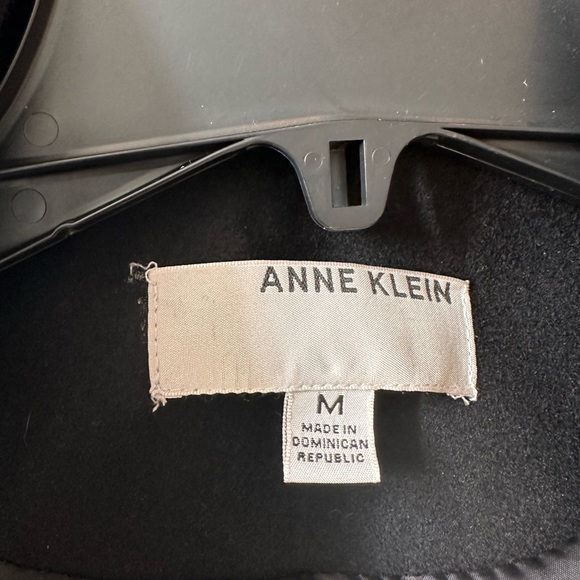 ANNE KLEIN
M
MADE IN
DOMINICAN
REPUBLIC